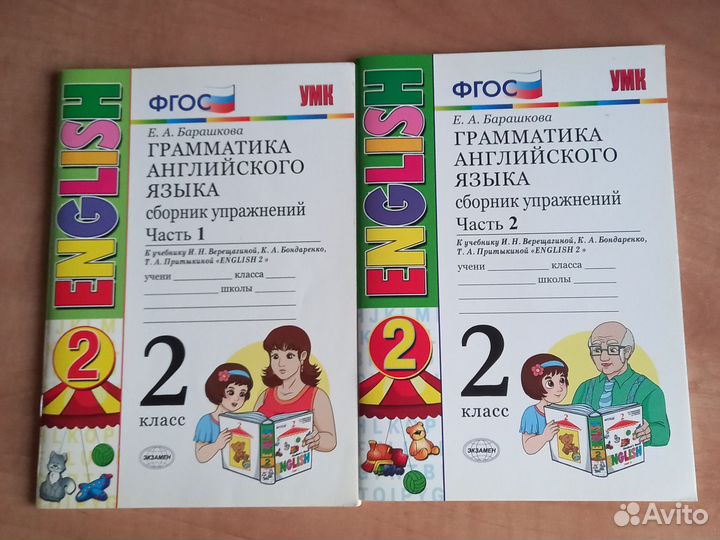 ENGLISH
2
ФГОС
УМК
Е. А. Барашкова
ГРАММАТИКА
АНГЛИЙСКОГО
ЯЗЫКА
сборник упражнений
Часть 1
К учебнику И. Н. Верещагиной, К. А. Бондаренко,
Т. А. Притыкиной «ENGLISH 2»
учени класса
школы
2
класс
ЭКЗАМЕН
ENGLISH
2
ФГОС
УМК
Е. А. Барашкова
ГРАММАТИКА
АНГЛИЙСКОГО
ЯЗЫКА
сборник упражнений
Часть 2
К учебнику И. Н. Верещагиной, К. А. Бондаренко,
Т. А. Притыкиной «ENGLISH 2»
учени класса
школы
2
класс
ЭКЗАМЕН
Avito